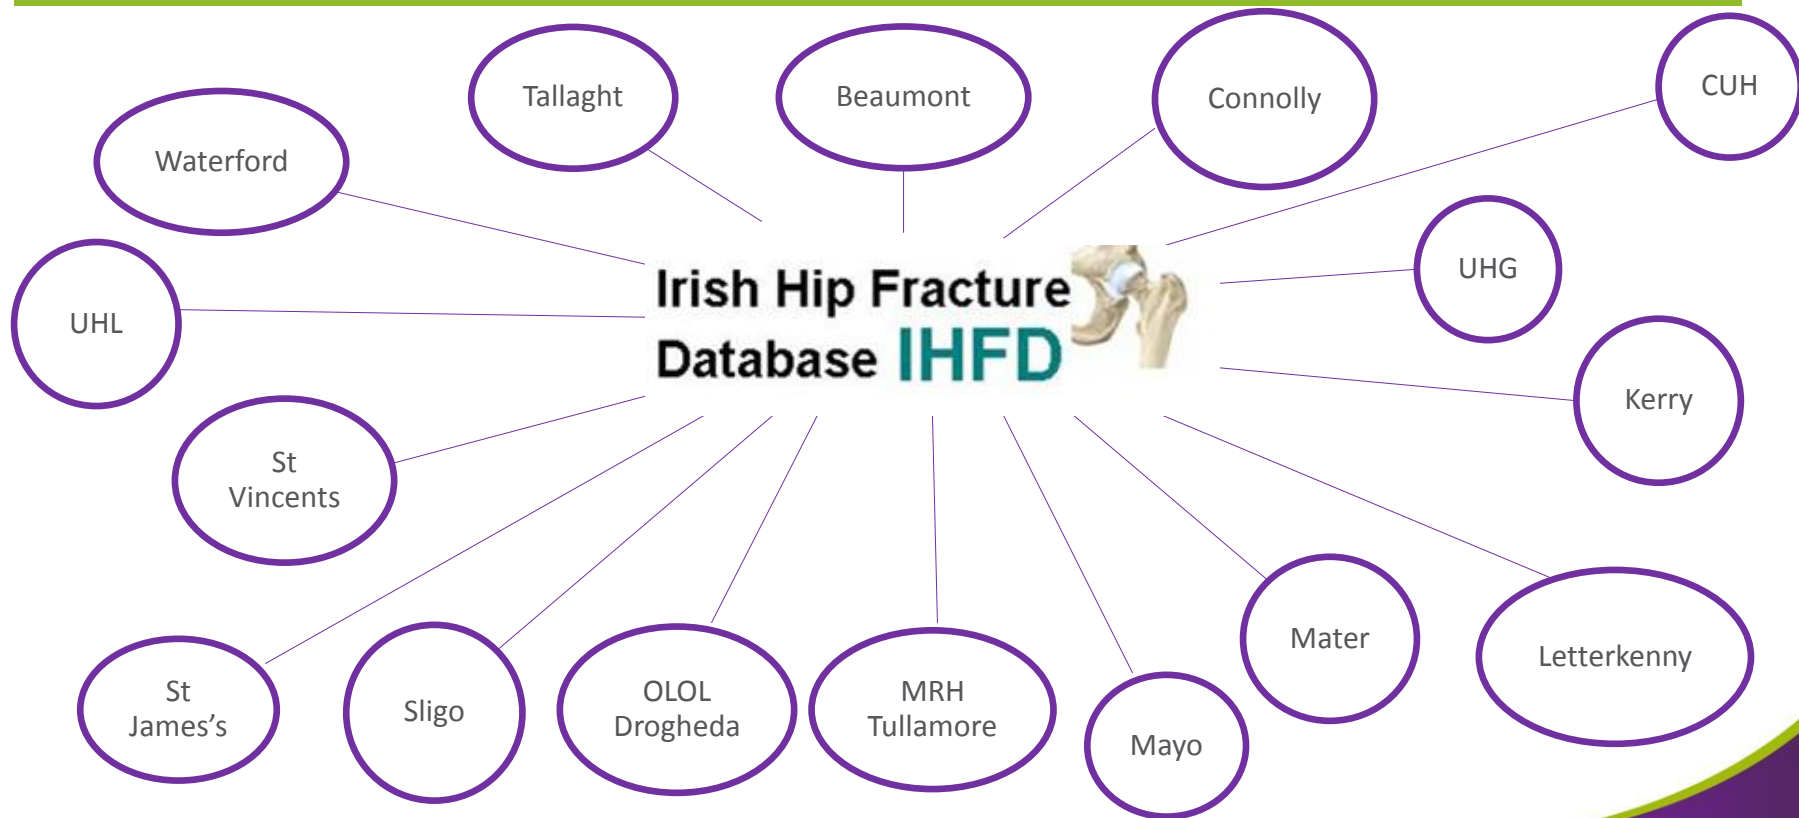 Tallaght
Beaumont
Connolly
CUH
Waterford
UHG
Irish Hip Fracture
Database IHFD
UHL
Kerry
St
Vincents
Mater
Letterkenny
St
James’s
Sligo
OLOL
Drogheda
MRH
Tullamore
Mayo